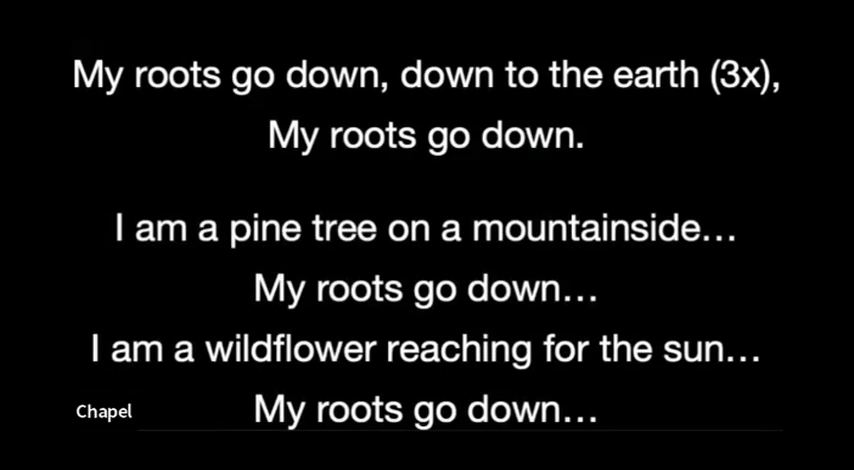 My roots go down, down to the earth (3x),
My roots go down.
I am a pine tree on a mountainside…
My roots go down…
I am a wildflower reaching for the sun…
My roots go down…
Chapel